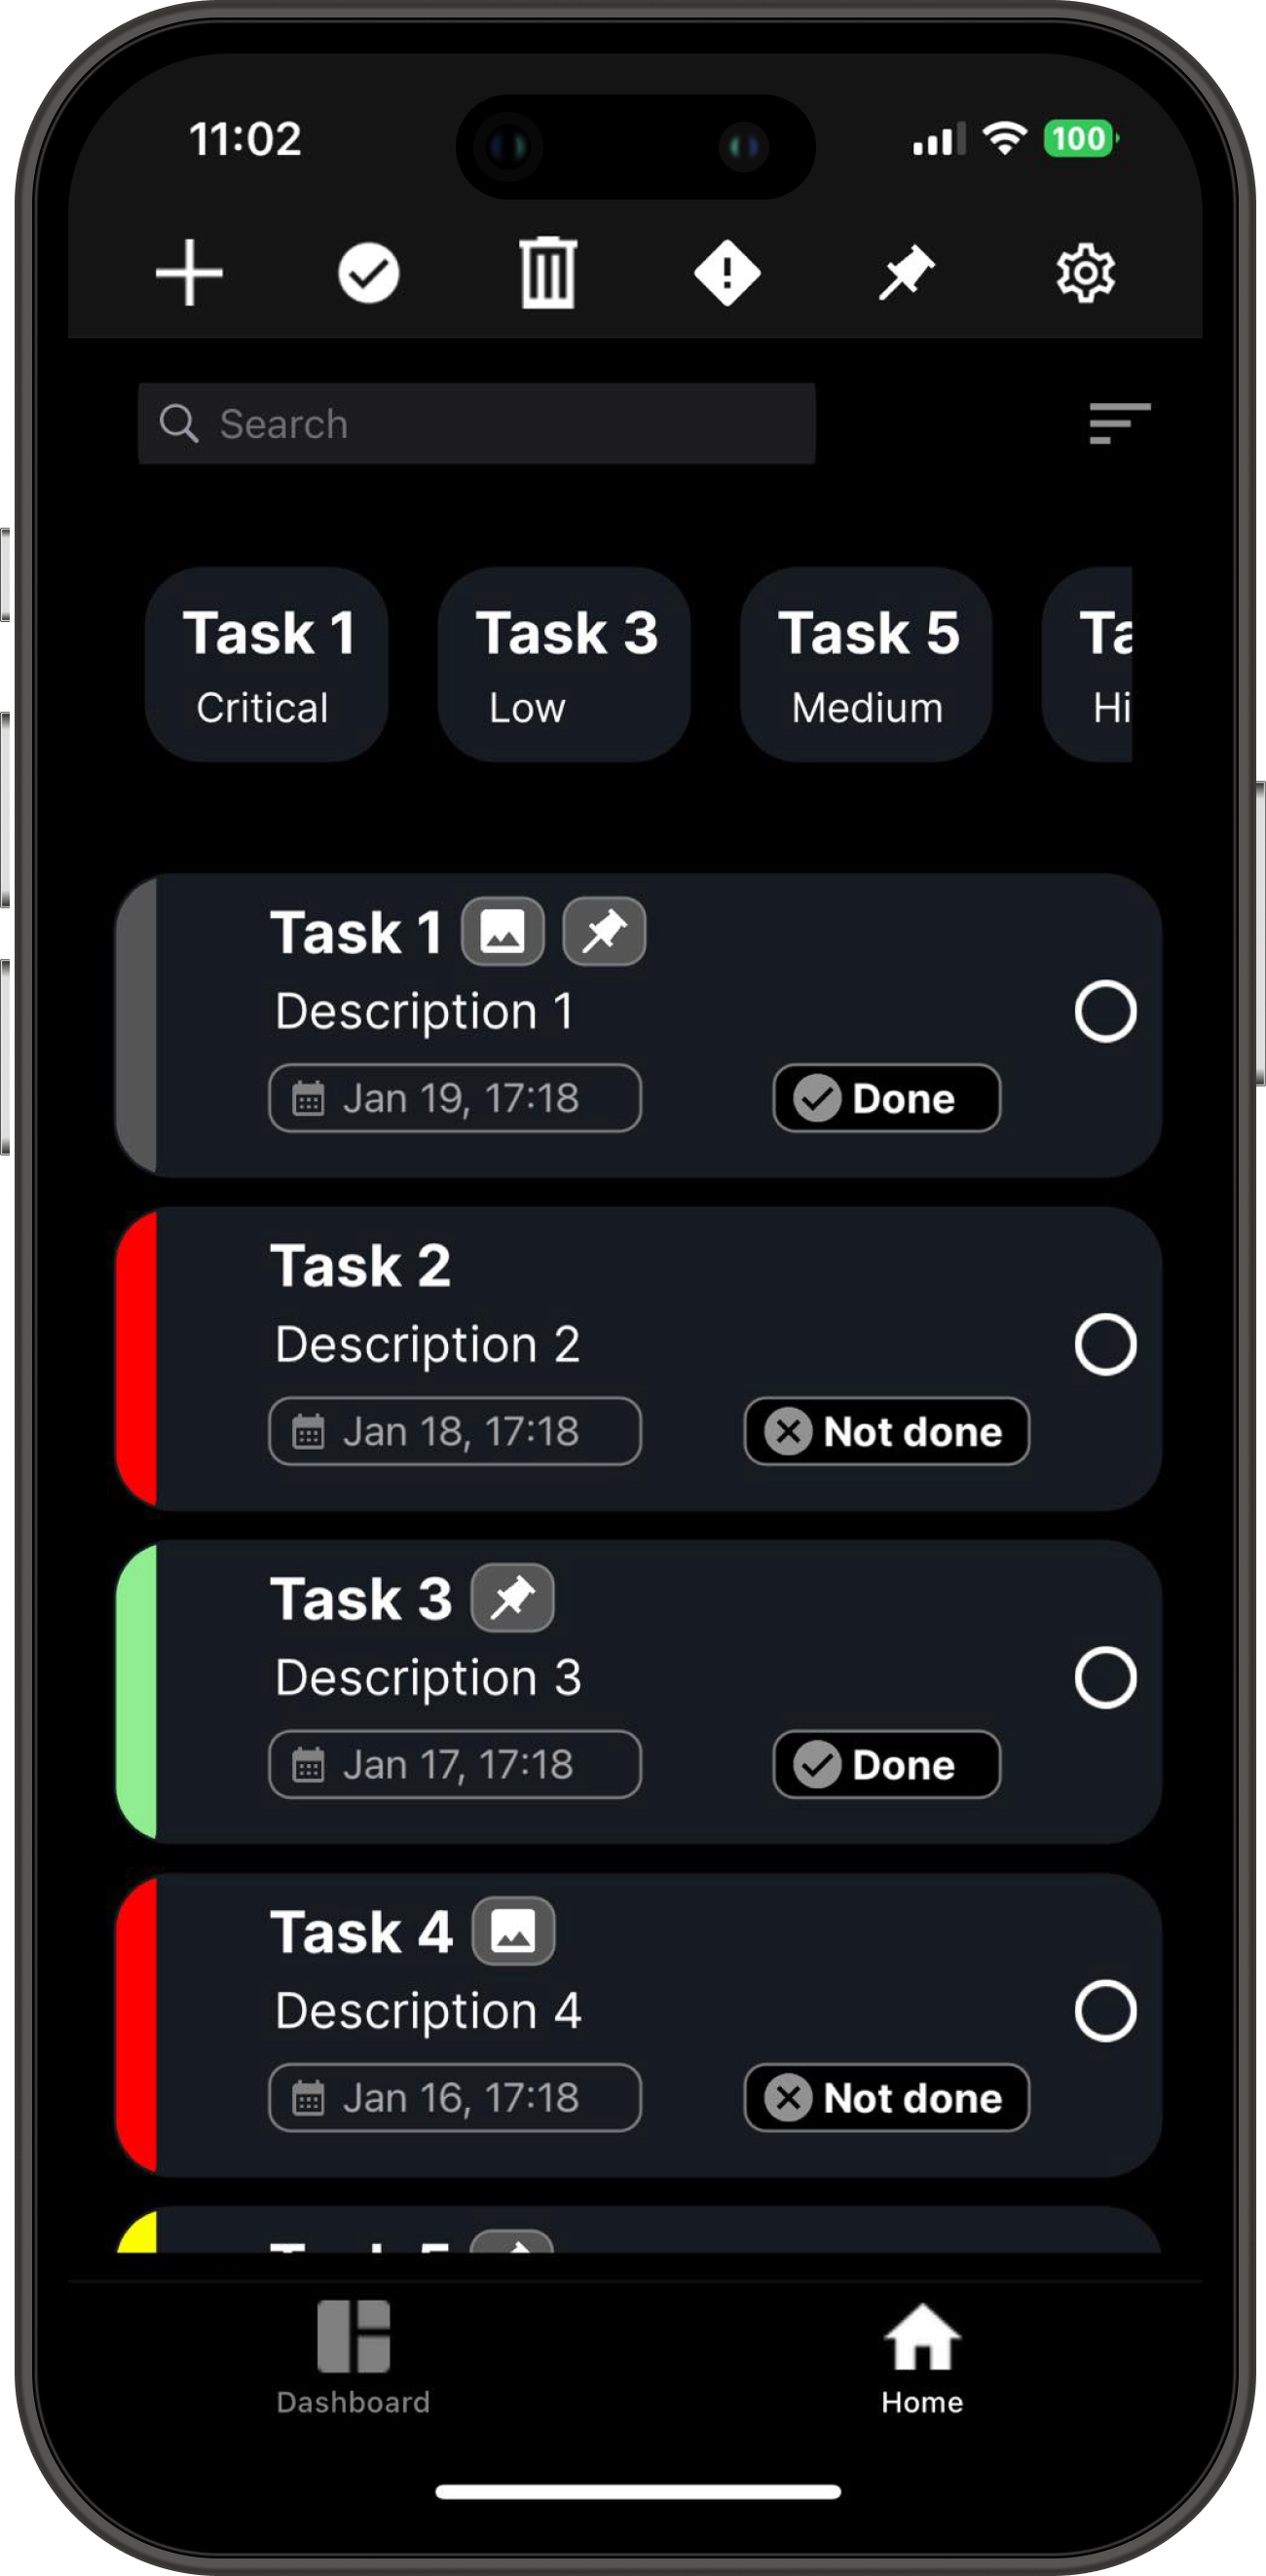 11:02 100
Search
Task 1 Task 3 Task 5 Ta
Critical Low Medium Hi
Task 1
Description 1
Jan 19, 17:18 Done
Task 2
Description 2
Jan 18, 17:18 Not done
Task 3
Description 3
Jan 17, 17:18 Done
Task 4
Description 4
Jan 16, 17:18 Not done
Dashboard Home